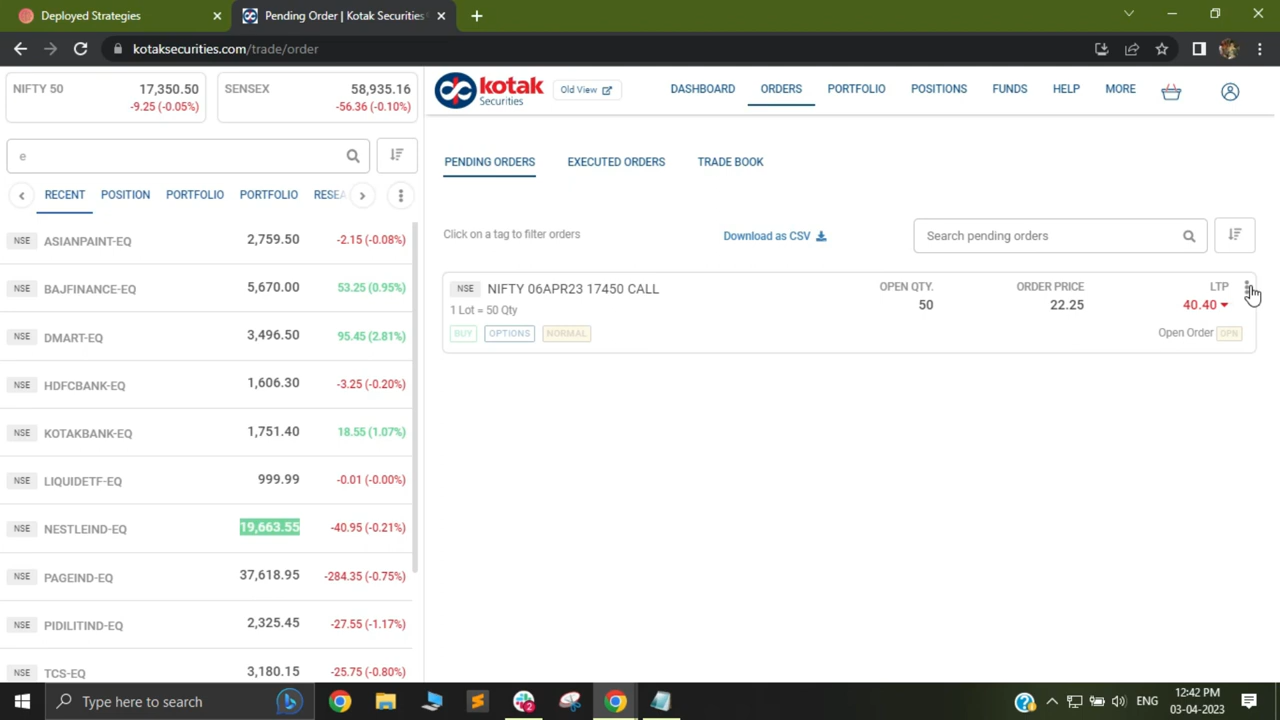 Deployed Strategies
Pending Order | Kotak Securities
kotaksecurities.com/trade/order
NIFTY 50 17,350.50
-9.25 (-0.05%)
SENSEX 58,935.16
-56.36 (-0.10%)
kotak
Securities
Old View
DASHBOARD ORDERS PORTFOLIO POSITIONS FUNDS HELP MORE
e
RECENT POSITION PORTFOLIO PORTFOLIO RESEA
NSE ASIANPAINT-EQ 2,759.50 -2.15 (-0.08%)
NSE BAJFINANCE-EQ 5,670.00 53.25 (0.95%)
NSE DMART-EQ 3,496.50 95.45 (2.81%)
NSE HDFCBANK-EQ 1,606.30 -3.25 (-0.20%)
NSE KOTAKBANK-EQ 1,751.40 18.55 (1.07%)
NSE LIQUIDETF-EQ 999.99 -0.01 (-0.00%)
NSE NESTLEIND-EQ 19,663.55 -40.95 (-0.21%)
NSE PAGEIND-EQ 37,618.95 -284.35 (-0.75%)
NSE PIDILITIND-EQ 2,325.45 -27.55 (-1.17%)
NSE TCS-EQ 3,180.15 -25.75 (-0.80%)
PENDING ORDERS EXECUTED ORDERS TRADE BOOK
Click on a tag to filter orders
Download as CSV
Search pending orders
NSE NIFTY 06APR23 17450 CALL OPEN QTY. ORDER PRICE LTP
1 Lot = 50 Qty 50 22.25 40.40
BUY OPTIONS NORMAL Open Order OPN
Type here to search
2
ENG
12:42 PM
03-04-2023